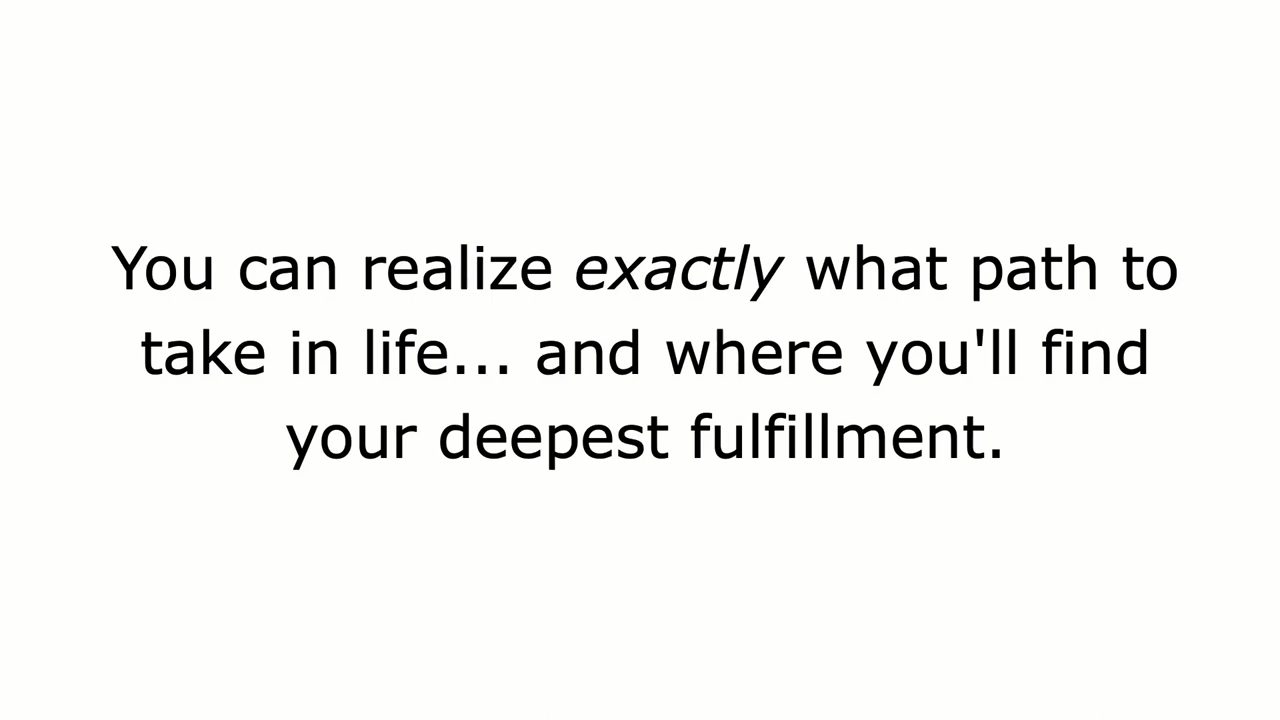 You can realize exactly what path to
take in life... and where you'll find
your deepest fulfillment.